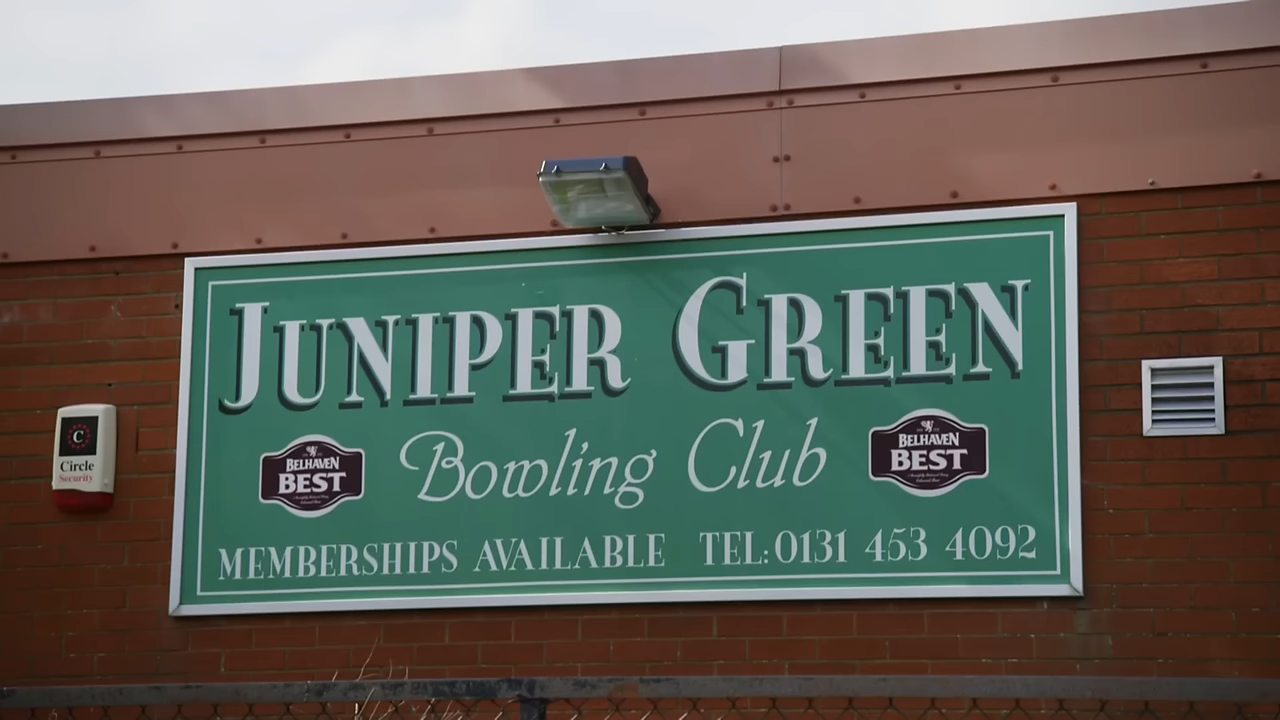 JUNIPER GREEN
Bowling Club
BELHAVEN
BEST
BELHAVEN
BEST
MEMBERSHIPS AVAILABLE TEL: 0131 453 4092
C
Circle
Security